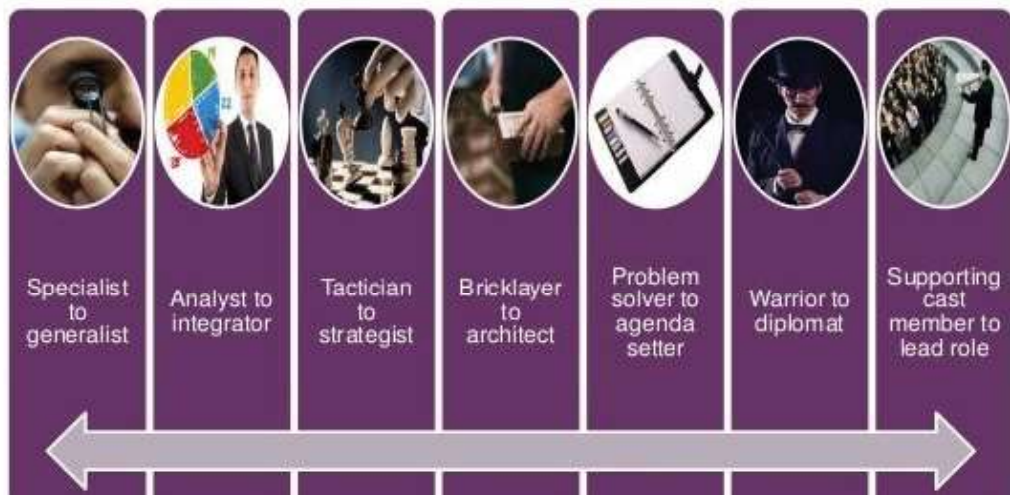 Specialist
to
generalist
Analyst to
integrator
Tactician
to
strategist
Bricklayer
to
architect
Problem
solver to
agenda
setter
Warrior to
diplomat
Supporting
cast
member to
lead role